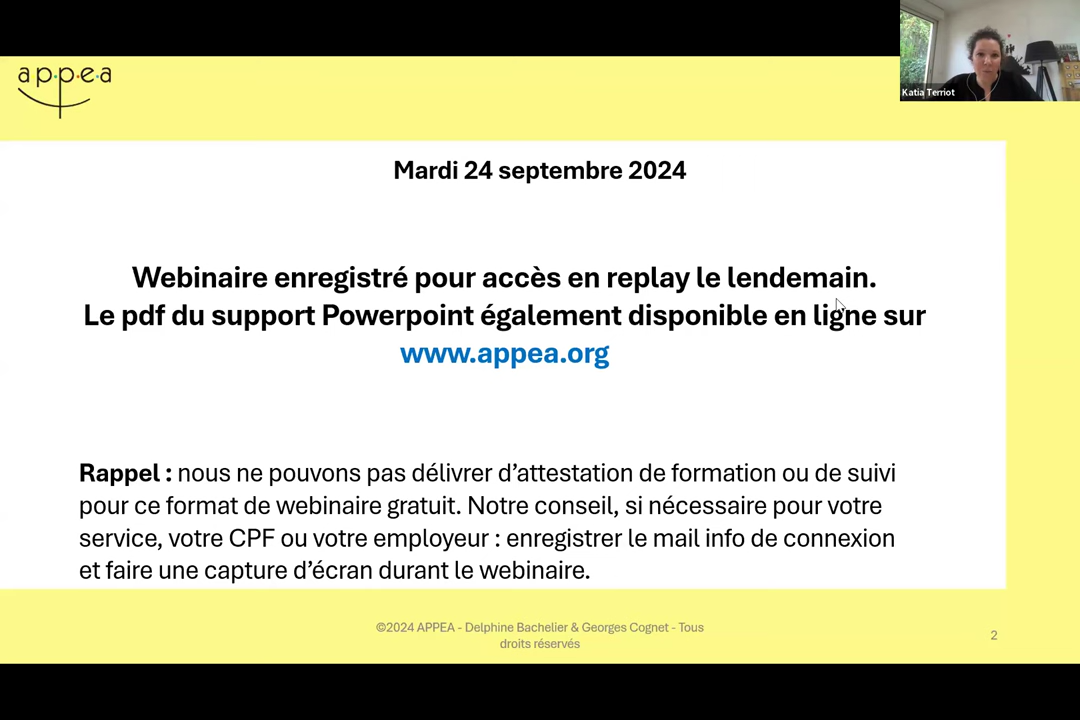 appea
Katia Terriot
Mardi 24 septembre 2024
Webinaire enregistré pour accès en replay le lendemain.
Le pdf du support Powerpoint également disponible en ligne sur
www.appea.org
Rappel : nous ne pouvons pas délivrer d’attestation de formation ou de suivi
pour ce format de webinaire gratuit. Notre conseil, si nécessaire pour votre
service, votre CPF ou votre employeur : enregistrer le mail info de connexion
et faire une capture d’écran durant le webinaire.
©2024 APPEA - Delphine Bachelier & Georges Cognet - Tous
droits réservés
2